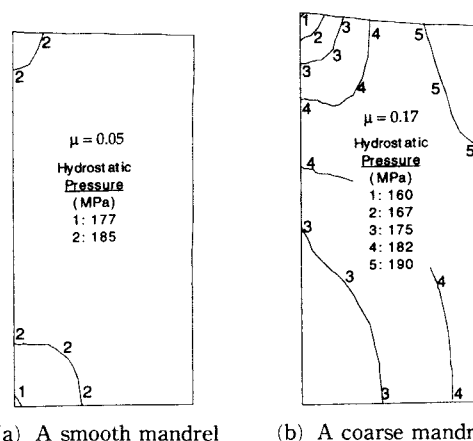 2
2
μ = 0.05
Hydrostatic
Pressure
(MPa)
1: 177
2: 185
2
2
1
2
1
2
3
3
4
4
5
5
μ = 0.17
Hydrostatic
Pressure
(MPa)
1: 160
2: 167
3: 175
4: 182
5: 190
4
3
3
4
3
4
(a) A smooth mandrel
(b) A coarse mandr